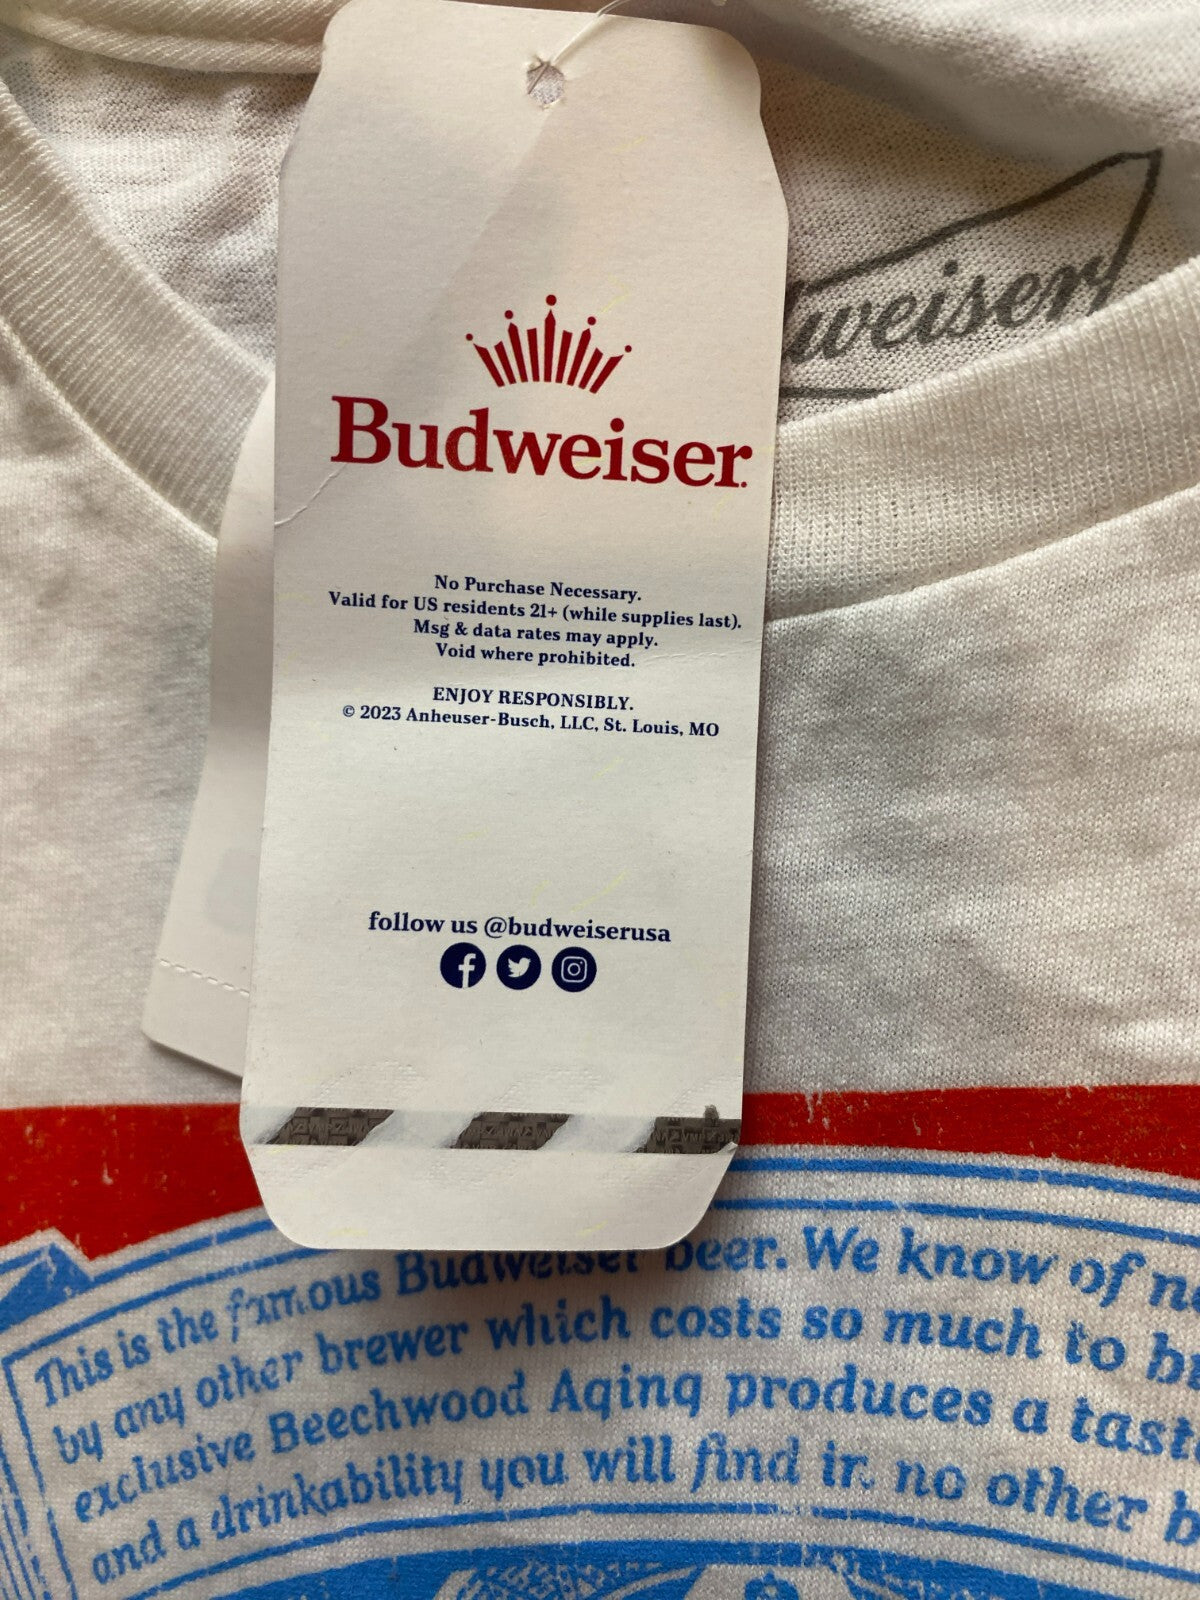 weiser
Budweiser
No Purchase Necessary.
Valid for US residents 21+ (while supplies last).
Msg & data rates may apply.
Void where prohibited.
ENJOY RESPONSIBLY.
© 2023 Anheuser-Busch, LLC, St. Louis, MO
follow us @budweiserusa
This is the famous Budweiser beer. We know of n
by any other brewer which costs so much to b
exclusive Beechwood Aging produces a tast
and a drinkability you will find in no other b